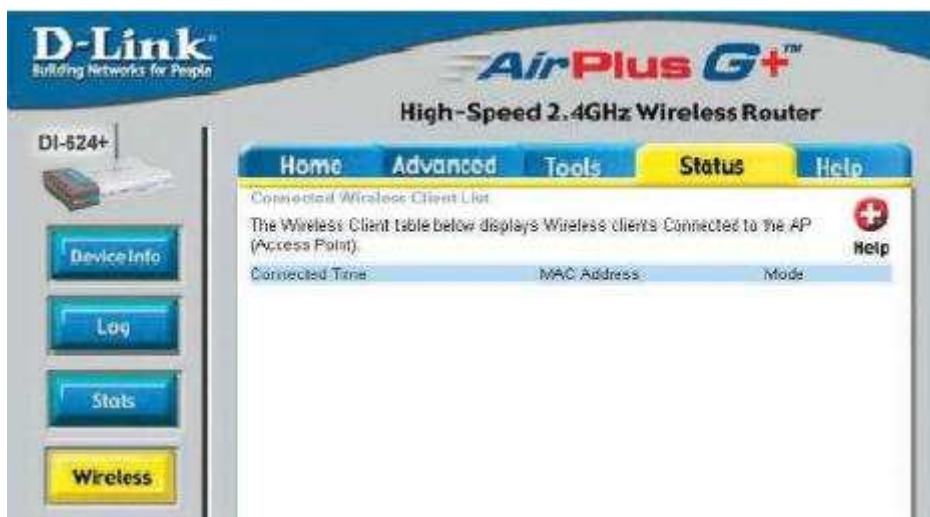 D-Link
Building Networks for People
AirPlus G+™
High-Speed 2.4GHz Wireless Router
DI-624+
Home Advanced Tools Status Help
Connected Wireless Client List
The Wireless Client table below displays Wireless clients Connected to the AP
(Access Point).
Help
Connected Time MAC Address Mode
Device Info
Log
Stats
Wireless